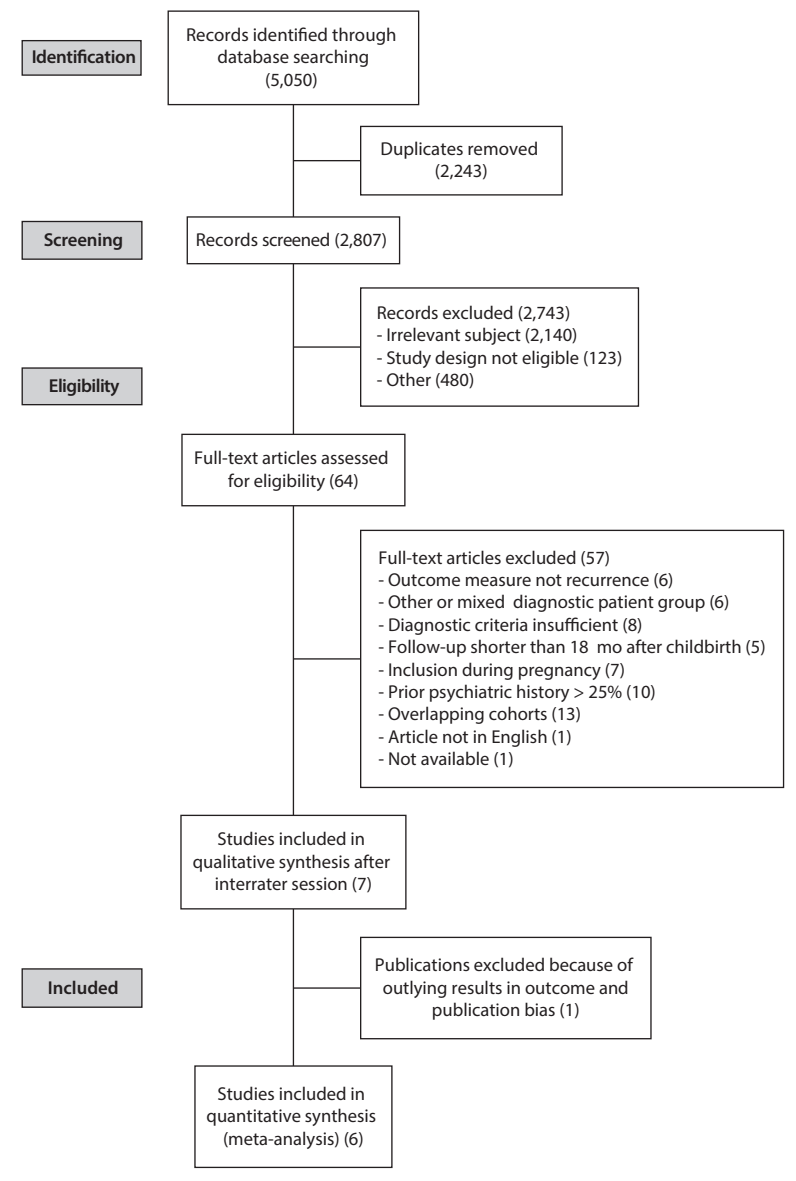 Identification
Records identified through
database searching
(5,050)
Duplicates removed
(2,243)
Screening
Records screened (2,807)
Records excluded (2,743)
- Irrelevant subject (2,140)
- Study design not eligible (123)
- Other (480)
Eligibility
Full-text articles assessed
for eligibility (64)
Full-text articles excluded (57)
- Outcome measure not recurrence (6)
- Other or mixed diagnostic patient group (6)
- Diagnostic criteria insufficient (8)
- Follow-up shorter than 18 mo after childbirth (5)
- Inclusion during pregnancy (7)
- Prior psychiatric history > 25% (10)
- Overlapping cohorts (13)
- Article not in English (1)
- Not available (1)
Studies included in
qualitative synthesis after
interrater session (7)
Included
Publications excluded because of
outlying results in outcome and
publication bias (1)
Studies included in
quantitative synthesis
(meta-analysis) (6)